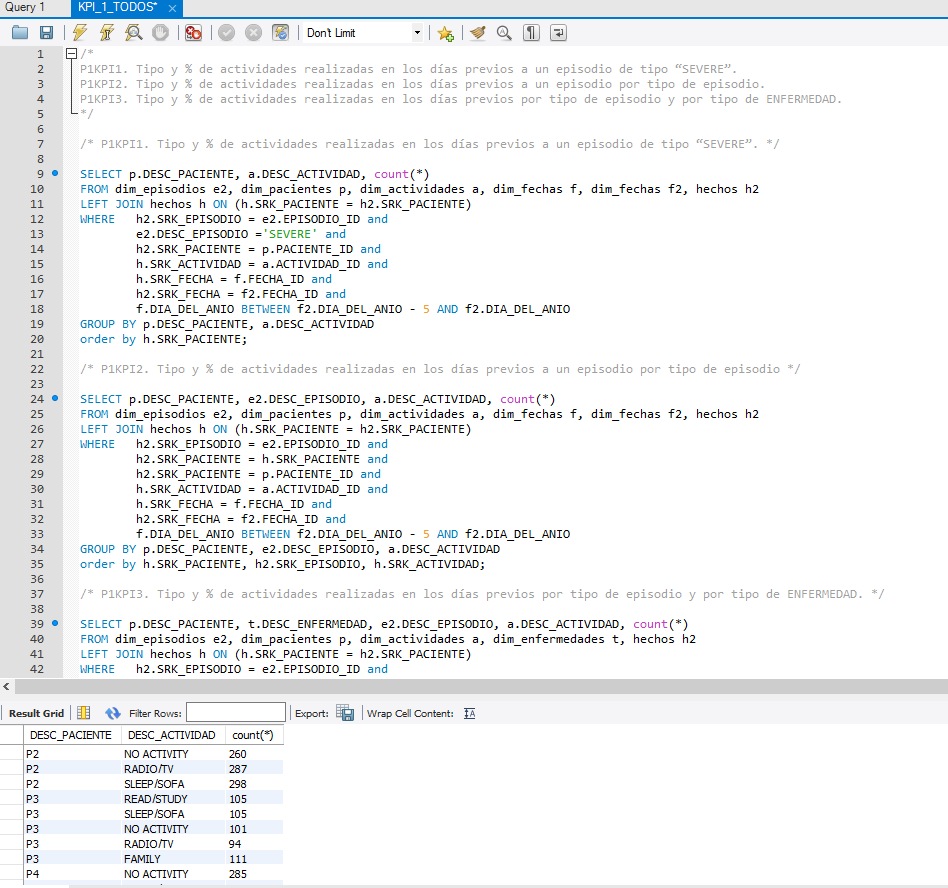 Query 1
KPI_1_TODOS*
Don't Limit
1 /*
2 P1KPI1. Tipo y % de actividades realizadas en los días previos a un episodio de tipo “SEVERE”.
3 P1KPI2. Tipo y % de actividades realizadas en los días previos a un episodio por tipo de episodio.
4 P1KPI3. Tipo y % de actividades realizadas en los días previos por tipo de episodio y por tipo de ENFERMEDAD.
5 */
6
7 /* P1KPI1. Tipo y % de actividades realizadas en los días previos a un episodio de tipo “SEVERE”. */
8
9 SELECT p.DESC_PACIENTE, a.DESC_ACTIVIDAD, count(*)
10 FROM dim_episodios e2, dim_pacientes p, dim_actividades a, dim_fechas f, dim_fechas f2, hechos h2
11 LEFT JOIN hechos h ON (h.SRK_PACIENTE = h2.SRK_PACIENTE)
12 WHERE h2.SRK_EPISODIO = e2.EPISODIO_ID and
13 e2.DESC_EPISODIO ='SEVERE' and
14 h2.SRK_PACIENTE = p.PACIENTE_ID and
15 h.SRK_ACTIVIDAD = a.ACTIVIDAD_ID and
16 h.SRK_FECHA = f.FECHA_ID and
17 h2.SRK_FECHA = f2.FECHA_ID and
18 f.DIA_DEL_ANIO BETWEEN f2.DIA_DEL_ANIO - 5 AND f2.DIA_DEL_ANIO
19 GROUP BY p.DESC_PACIENTE, a.DESC_ACTIVIDAD
20 order by h.SRK_PACIENTE;
21
22 /* P1KPI2. Tipo y % de actividades realizadas en los días previos a un episodio por tipo de episodio */
23
24 SELECT p.DESC_PACIENTE, e2.DESC_EPISODIO, a.DESC_ACTIVIDAD, count(*)
25 FROM dim_episodios e2, dim_pacientes p, dim_actividades a, dim_fechas f, dim_fechas f2, hechos h2
26 LEFT JOIN hechos h ON (h.SRK_PACIENTE = h2.SRK_PACIENTE)
27 WHERE h2.SRK_EPISODIO = e2.EPISODIO_ID and
28 h2.SRK_PACIENTE = h.SRK_PACIENTE and
29 h2.SRK_PACIENTE = p.PACIENTE_ID and
30 h.SRK_ACTIVIDAD = a.ACTIVIDAD_ID and
31 h.SRK_FECHA = f.FECHA_ID and
32 h2.SRK_FECHA = f2.FECHA_ID and
33 f.DIA_DEL_ANIO BETWEEN f2.DIA_DEL_ANIO - 5 AND f2.DIA_DEL_ANIO
34 GROUP BY p.DESC_PACIENTE, e2.DESC_EPISODIO, a.DESC_ACTIVIDAD
35 order by h.SRK_PACIENTE, h2.SRK_EPISODIO, h.SRK_ACTIVIDAD;
36
37 /* P1KPI3. Tipo y % de actividades realizadas en los días previos por tipo de episodio y por tipo de ENFERMEDAD. */
38
39 SELECT p.DESC_PACIENTE, t.DESC_ENFERMEDAD, e2.DESC_EPISODIO, a.DESC_ACTIVIDAD, count(*)
40 FROM dim_episodios e2, dim_pacientes p, dim_actividades a, dim_enfermedades t, hechos h2
41 LEFT JOIN hechos h ON (h.SRK_PACIENTE = h2.SRK_PACIENTE)
42 WHERE h2.SRK_EPISODIO = e2.EPISODIO_ID and
Result Grid Filter Rows: Export: Wrap Cell Content:
DESC_PACIENTE DESC_ACTIVIDAD count(*)
P2 NO ACTIVITY 260
P2 RADIO/TV 287
P2 SLEEP/SOFA 298
P3 READ/STUDY 105
P3 SLEEP/SOFA 105
P3 NO ACTIVITY 101
P3 RADIO/TV 94
P3 FAMILY 111
P4 NO ACTIVITY 285